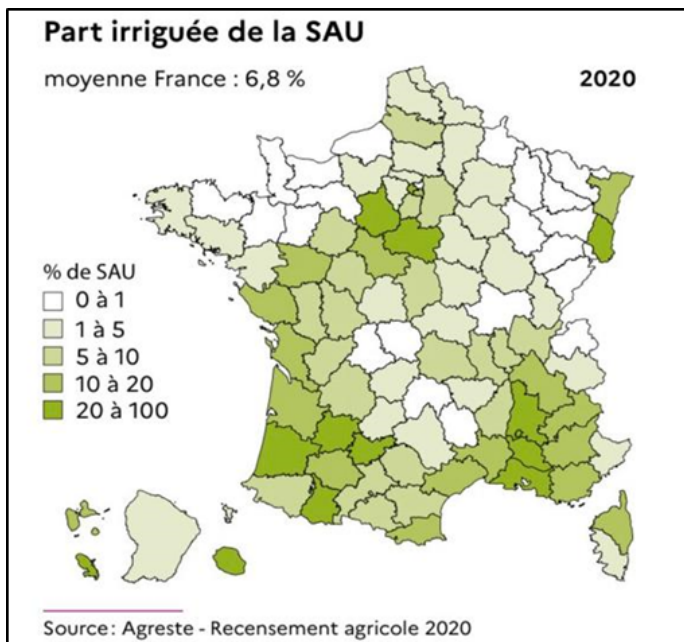 Part irriguée de la SAU
moyenne France : 6,8 %
2020
% de SAU
0 à 1
1 à 5
5 à 10
10 à 20
20 à 100
Source : Agreste - Recensement agricole 2020